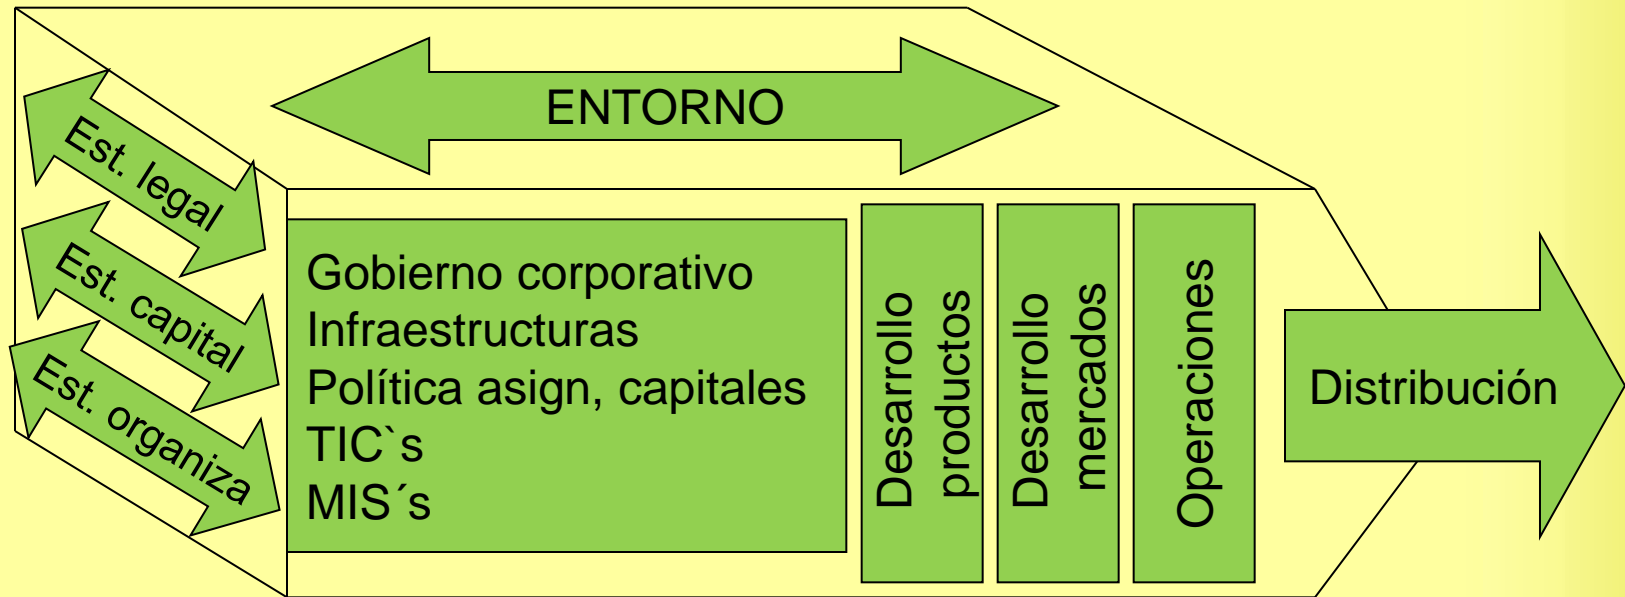 ENTORNO
Est. legal
Est. capital
Est. organiza
Gobierno corporativo
Infraestructuras
Política asign, capitales
TIC`s
MIS´s
Desarrollo
productos
Desarrollo
mercados
Operaciones
Distribución